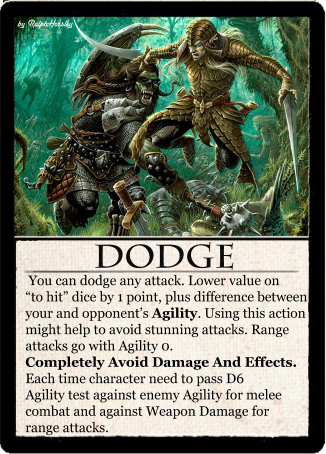 by Ralph Horsley
DODGE
You can dodge any attack. Lower value on
"to hit" dice by 1 point, plus difference between
your and opponent's Agility. Using this action
might help to avoid stunning attacks. Range
attacks go with Agility 0.
Completely Avoid Damage And Effects.
Each time character need to pass D6
Agility test against enemy Agility for melee
combat and against Weapon Damage for
range attacks.